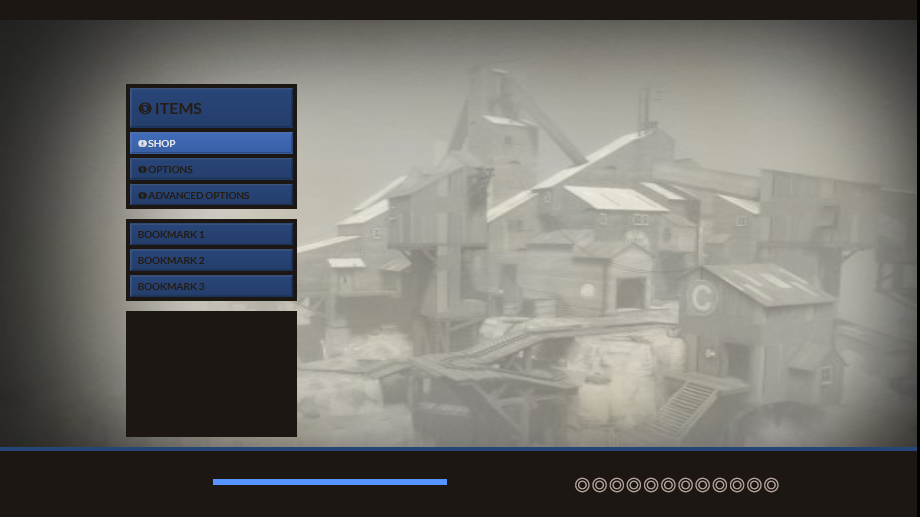 ITEMS
SHOP
OPTIONS
ADVANCED OPTIONS
BOOKMARK 1
BOOKMARK 2
BOOKMARK 3
C